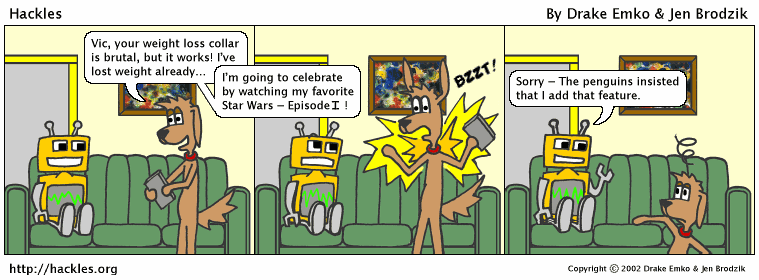 Hackles
By Drake Emko & Jen Brodzik
Vic, your weight loss collar
is brutal, but it works! I've
lost weight already...
I'm going to celebrate
by watching my favorite
Star Wars – Episode I !
BZZT!
Sorry – The penguins insisted
that I add that feature.
http://hackles.org
Copyright © 2002 Drake Emko & Jen Brodzik